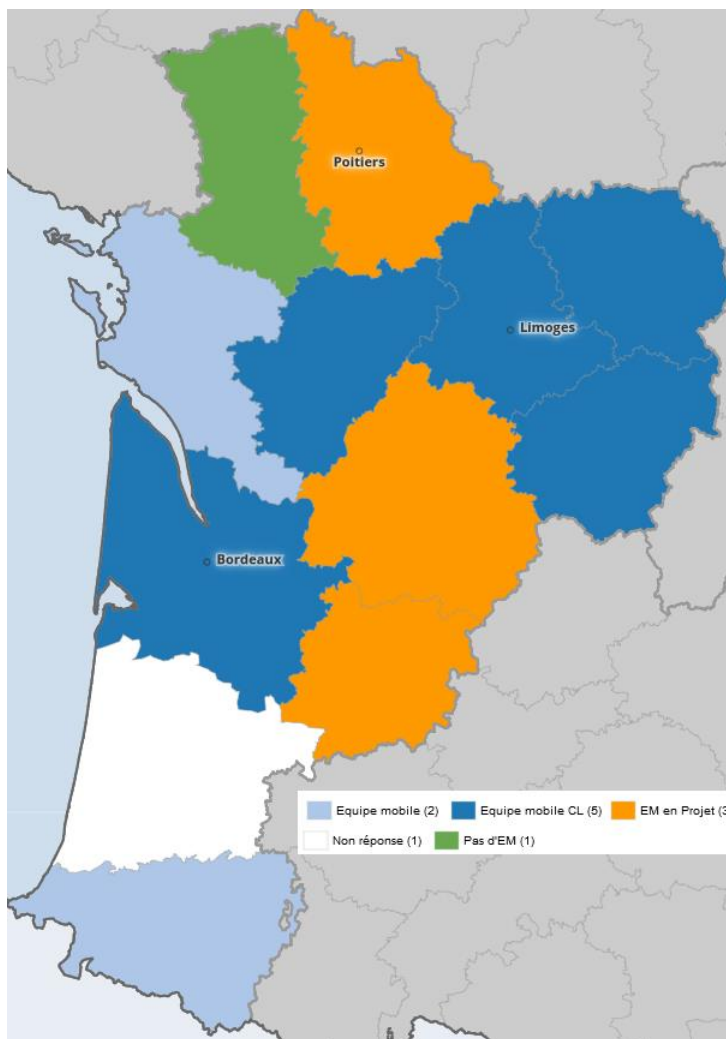 Poitiers
Limoges
Bordeaux
Equipe mobile (2) Equipe mobile CL (5) EM en Projet (3
Non réponse (1) Pas d'EM (1)